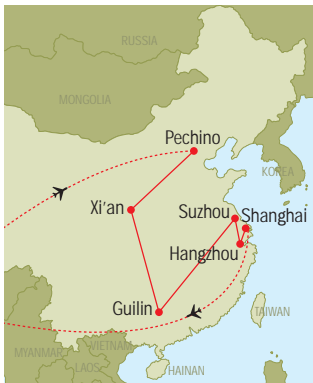 RUSSIA
MONGOLIA
Pechino
KOREA
Xi'an
Suzhou
Shanghai
Hangzhou
Guilin
TAIWAN
VIETNAM
MYANMAR
LAOS
HAINAN